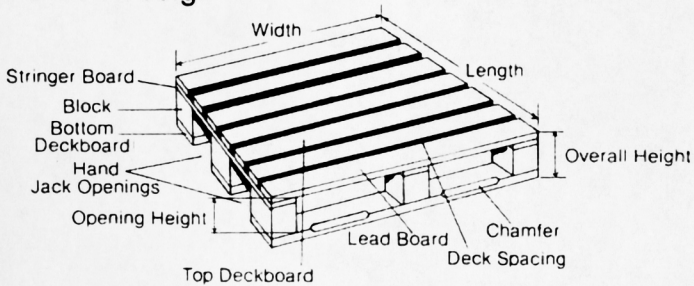 Width
Length
Stringer Board
Block
Bottom
Deckboard
Hand
Jack Openings
Opening Height
Overall Height
Lead Board
Chamfer
Deck Spacing
Top Deckboard